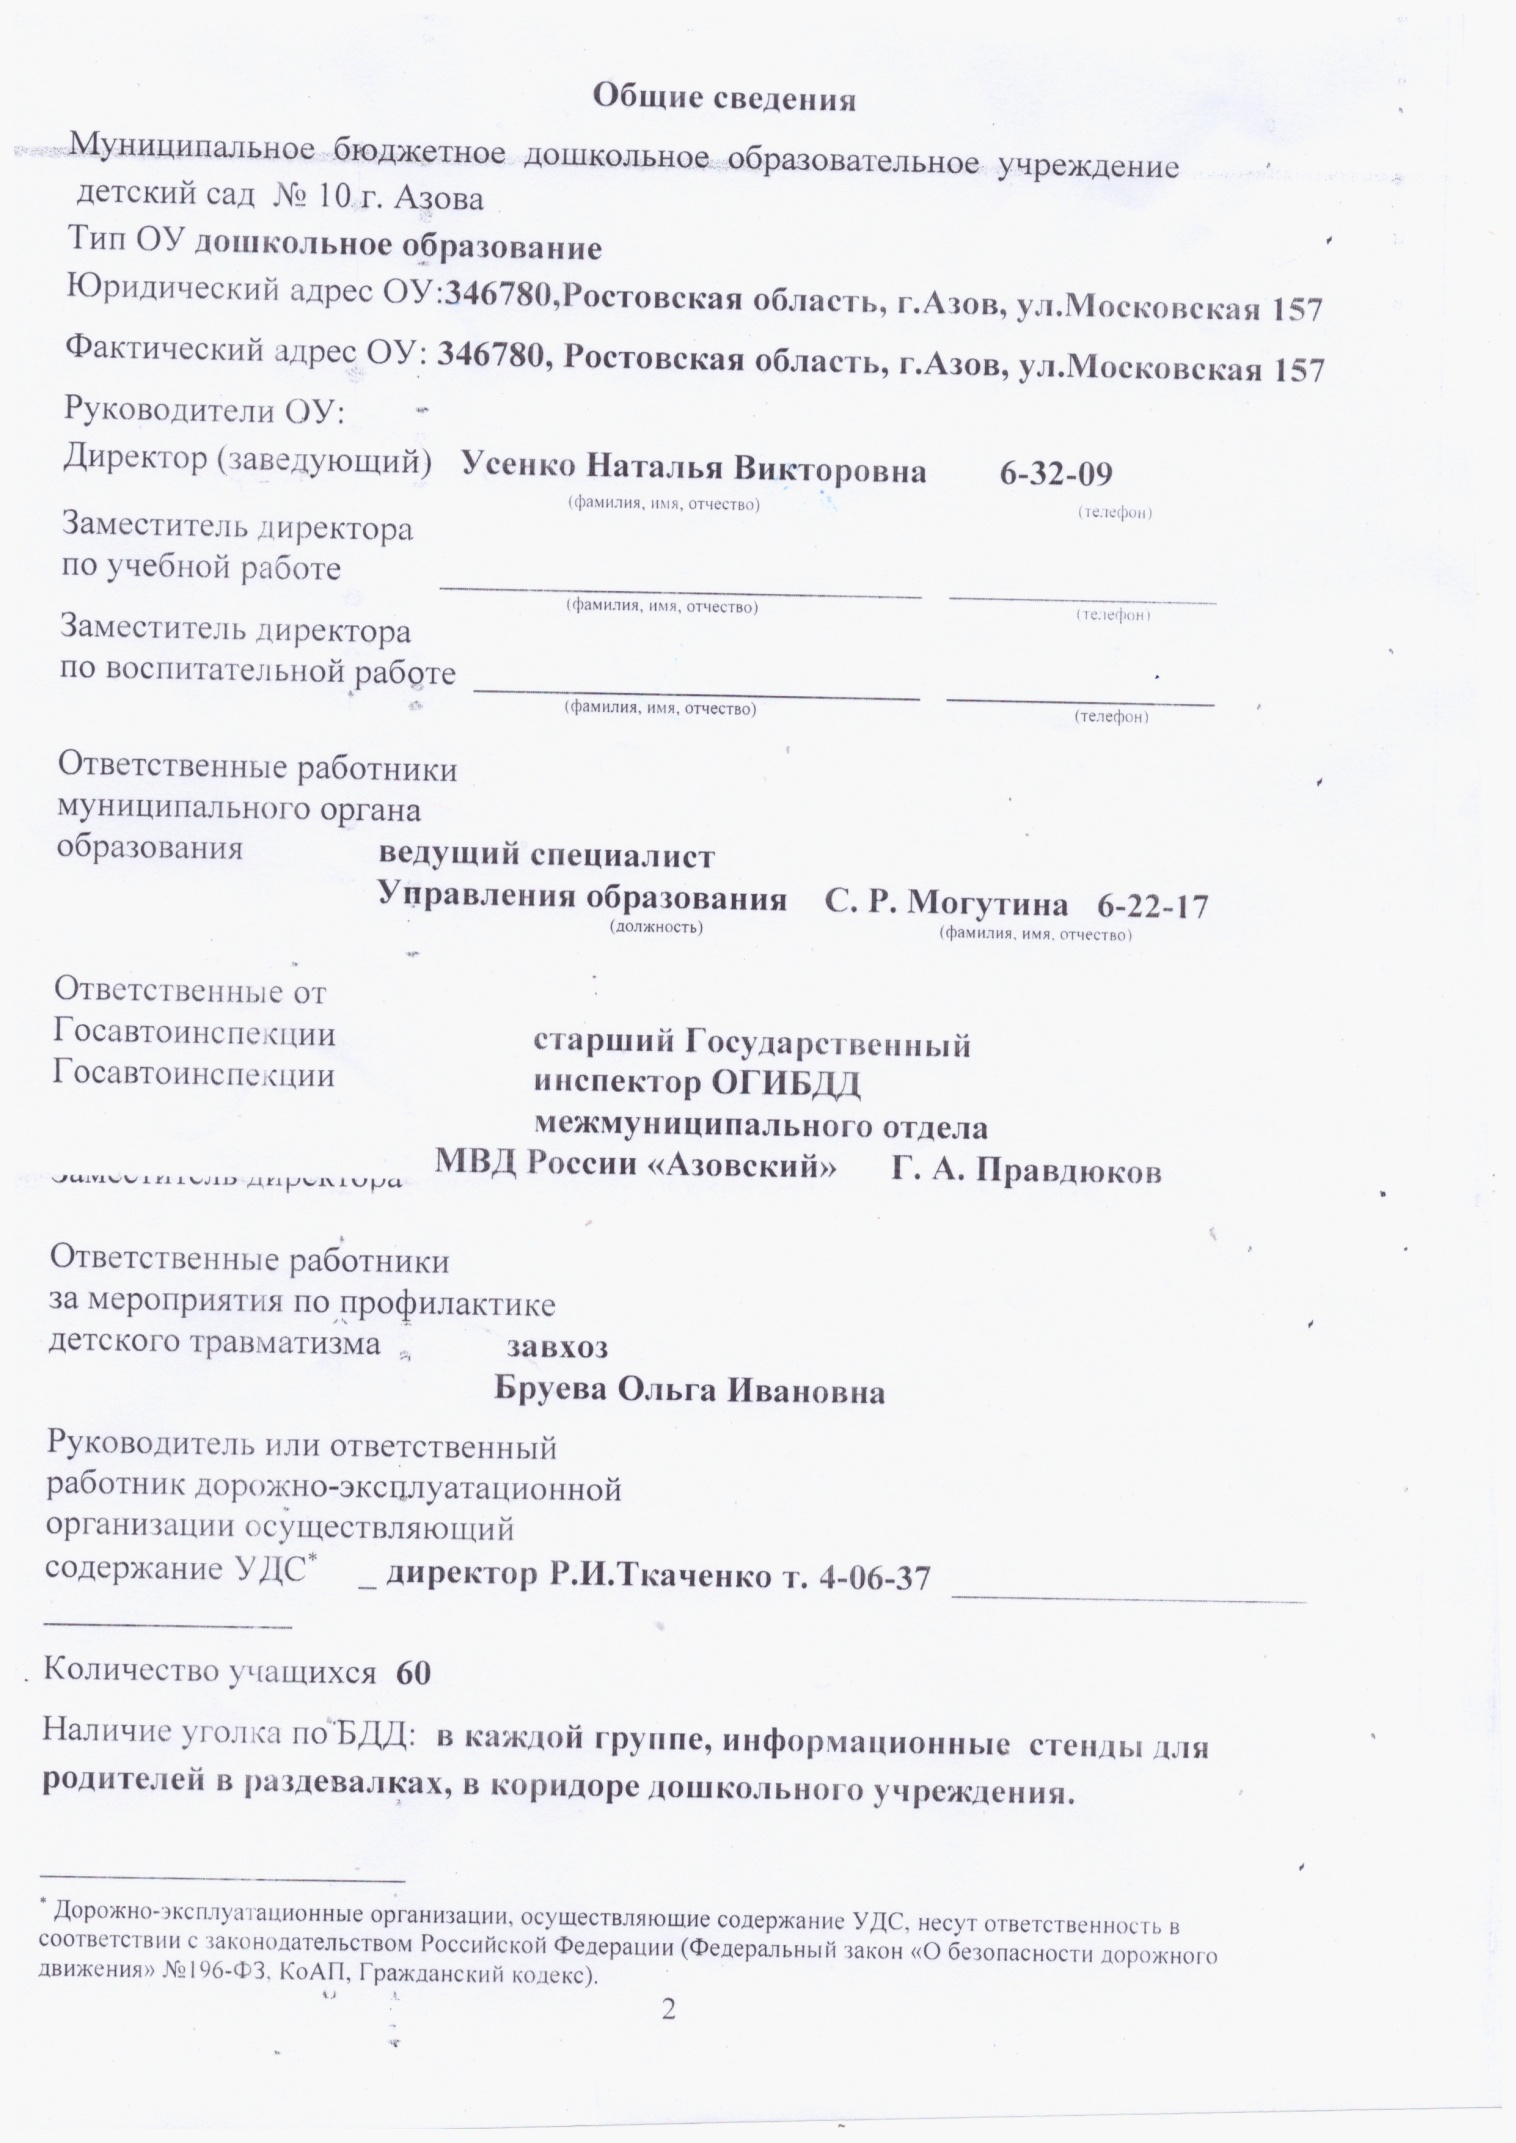 Общие сведения
Муниципальное бюджетное дошкольное образовательное учреждение
детский сад № 10 г. Азова
Тип ОУ дошкольное образование
Юридический адрес ОУ:346780,Ростовская область, г.Азов, ул.Московская 157
Фактический адрес ОУ: 346780, Ростовская область, г.Азов, ул.Московская 157
Руководители ОУ:
Директор (заведующий) Усенко Наталья Викторовна 6-32-09
(фамилия, имя, отчество) (телефон)
Заместитель директора
по учебной работе
(фамилия, имя, отчество) (телефон)
Заместитель директора
по воспитательной работе
(фамилия, имя, отчество) (телефон)
Ответственные работники
муниципального органа
образования ведущий специалист
Управления образования С. Р. Могутина 6-22-17
(должность) (фамилия, имя, отчество)
Ответственные от
Госавтоинспекции старший Государственный
Госавтоинспекции инспектор ОГИБДД
межмуниципального отдела
МВД России «Азовский» Г. А. Правдюков
Заместитель директора
Ответственные работники
за мероприятия по профилактике
детского травматизма завхоз
Бруева Ольга Ивановна
Руководитель или ответственный
работник дорожно-эксплуатационной
организации осуществляющий
содержание УДС* _ директор Р.И.Ткаченко т. 4-06-37
Количество учащихся 60
Наличие уголка по БДД: в каждой группе, информационные стенды для
родителей в раздевалках, в коридоре дошкольного учреждения.
* Дорожно-эксплуатационные организации, осуществляющие содержание УДС, несут ответственность в
соответствии с законодательством Российской Федерации (Федеральный закон «О безопасности дорожного
движения» №196-ФЗ, КоАП, Гражданский кодекс).
2